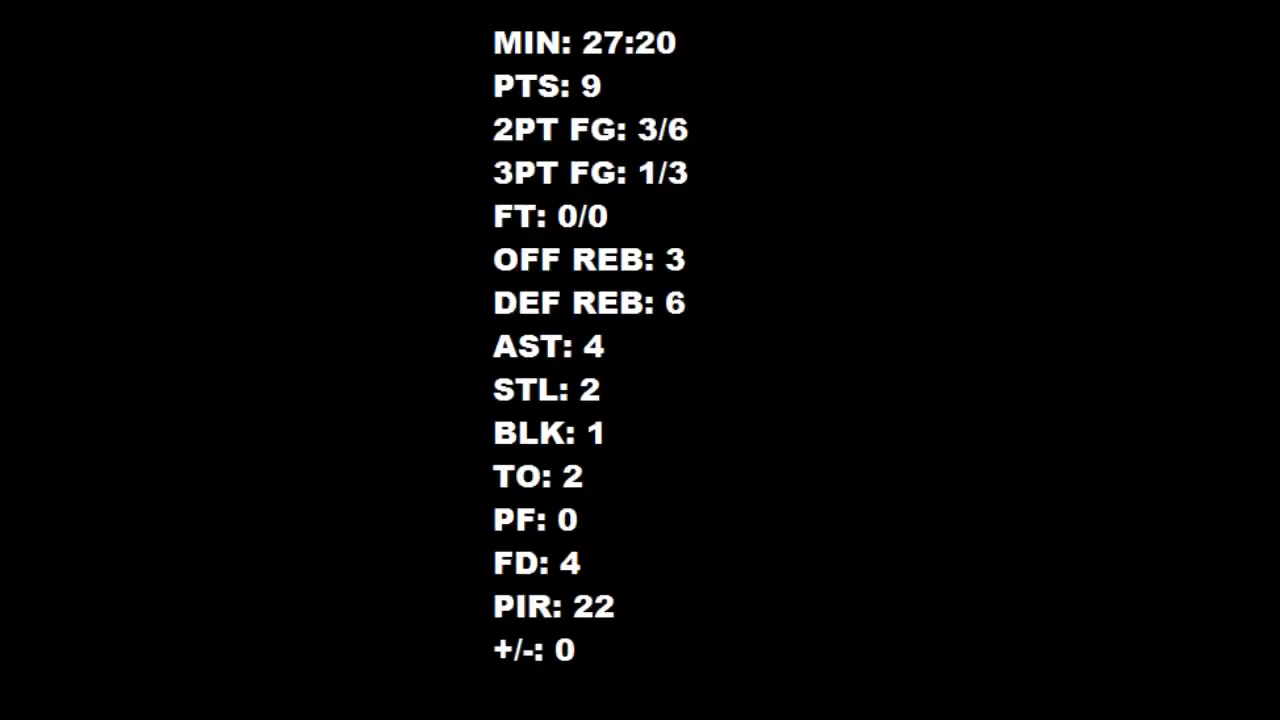 MIN: 27:20
PTS: 9
2PT FG: 3/6
3PT FG: 1/3
FT: 0/0
OFF REB: 3
DEF REB: 6
AST: 4
STL: 2
BLK: 1
TO: 2
PF: 0
FD: 4
PIR: 22
+/-: 0